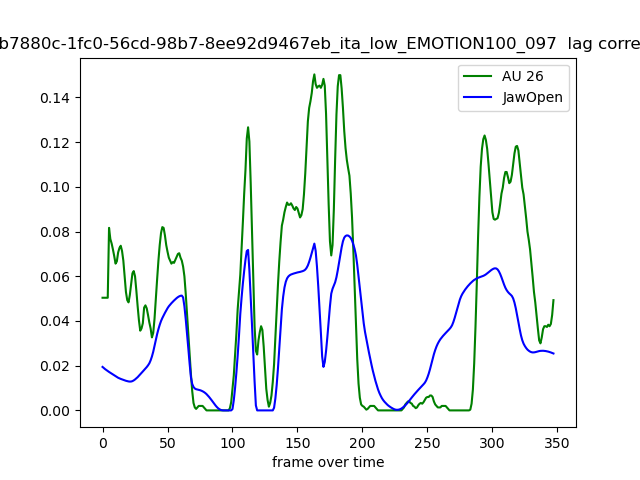 b7880c-1fc0-56cd-98b7-8ee92d9467eb_ita_low_EMOTION100_097 lag corre
AU 26
JawOpen
0.14
0.12
0.10
0.08
0.06
0.04
0.02
0.00
0 50 100 150 200 250 300 350
frame over time